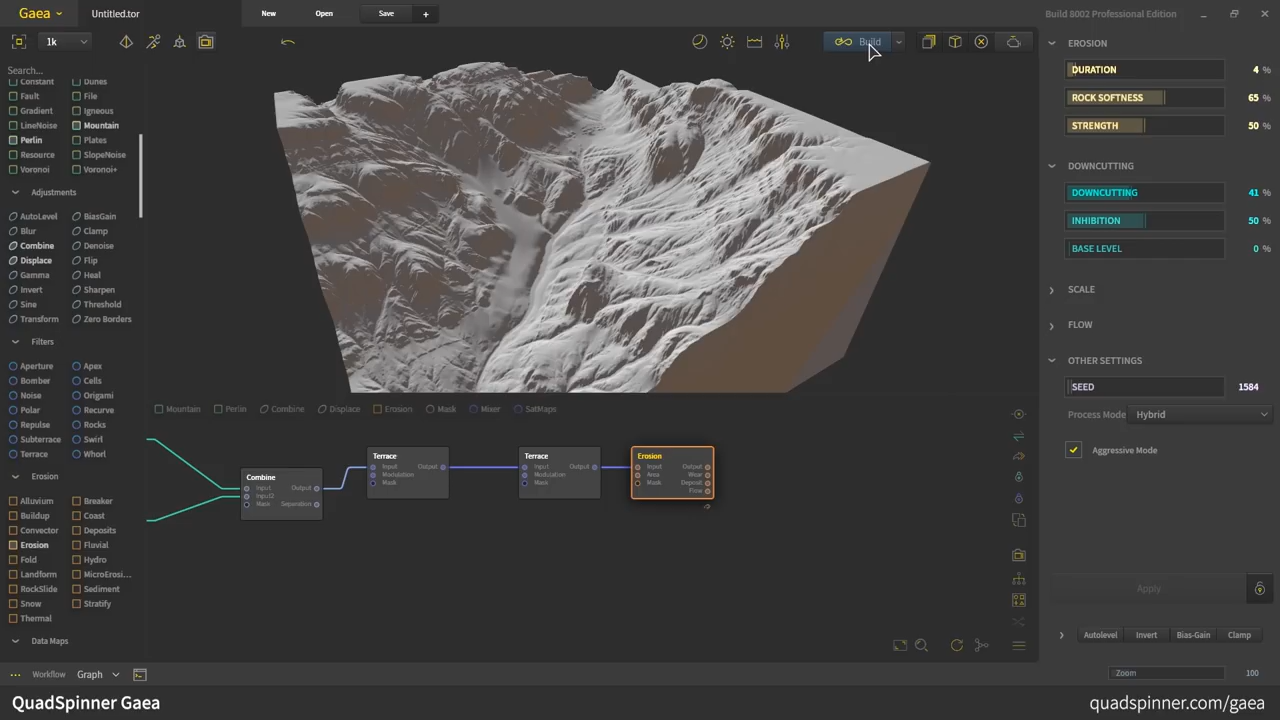 Gaea
Untitled.tor
New
Open
Save
+
Build 8002 Professional Edition
1k
Build
Search...
Constant
Dunes
Fault
File
Gradient
Igneous
LineNoise
Mountain
Perlin
Plates
Resource
SlopeNoise
Voronoi
Voronoi+
Adjustments
AutoLevel
BiasGain
Blur
Clamp
Combine
Denoise
Displace
Flip
Gamma
Heal
Invert
Sharpen
Sine
Threshold
Transform
Zero Borders
Filters
Aperture
Apex
Bomber
Cells
Noise
Origami
Polar
Recurve
Repulse
Rocks
Subterrace
Swirl
Terrace
Whorl
Erosion
Alluvium
Breaker
Buildup
Coast
Convector
Deposits
Erosion
Fluvial
Fold
Hydro
Landform
MicroErosi...
RockSlide
Sediment
Snow
Stratify
Thermal
Data Maps
Mountain
Perlin
Combine
Displace
Erosion
Mask
Mixer
SatMaps
Combine
Input
Output
Input2
Mask
Separation
Terrace
Input
Output
Modulation
Mask
Terrace
Input
Output
Modulation
Mask
Erosion
Input
Output
Area
Wear
Mask
Deposit
Flow
EROSION
DURATION
4 %
ROCK SOFTNESS
65 %
STRENGTH
50 %
DOWNCUTTING
DOWNCUTTING
41 %
INHIBITION
50 %
BASE LEVEL
0 %
SCALE
FLOW
OTHER SETTINGS
SEED
1584
Process Mode
Hybrid
Aggressive Mode
Apply
Autolevel
Invert
Bias-Gain
Clamp
Zoom
100
Workflow
Graph
QuadSpinner Gaea
quadspinner.com/gaea